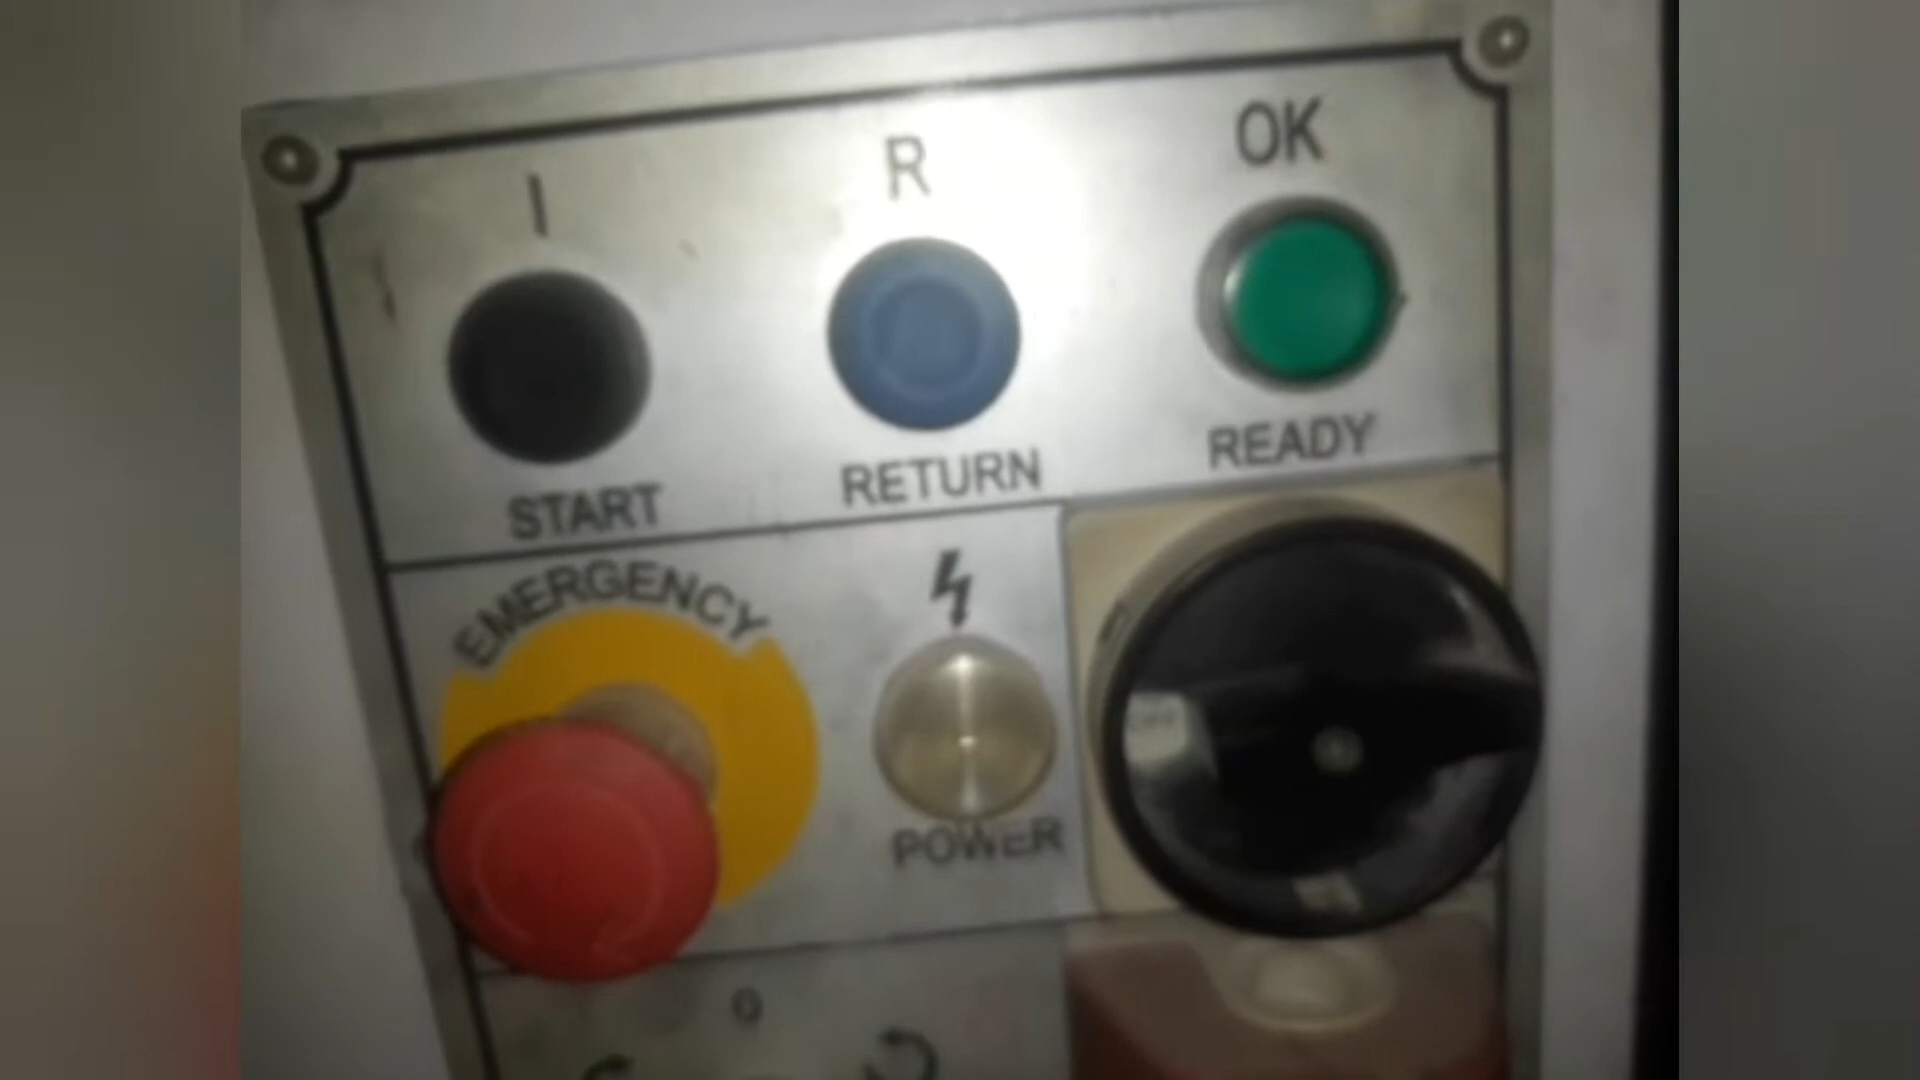 I
R
OK
START
RETURN
READY
EMERGENCY
POWER
0